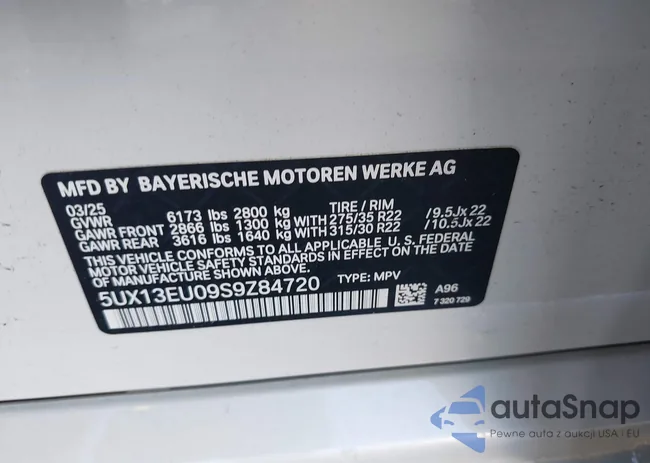 MFD BY BAYERISCHE MOTOREN WERKE AG
03/25 TIRE / RIM
GVWR 6173 lbs 2800 kg
GAWR FRONT 2866 lbs 1300 kg WITH 275/35 R22 /9.5Jx22
GAWR REAR 3616 lbs 1640 kg WITH 315/30 R22 /10.5Jx22
THIS VEHICLE CONFORMS TO ALL APPLICABLE U.S. FEDERAL
MOTOR VEHICLE SAFETY STANDARDS IN EFFECT ON THE DATE
OF MANUFACTURE SHOWN ABOVE.
5UX13EU09S9Z84720 TYPE: MPV
A96
7 320 729
autaSnap
Pewne auta z aukcji USA - EU